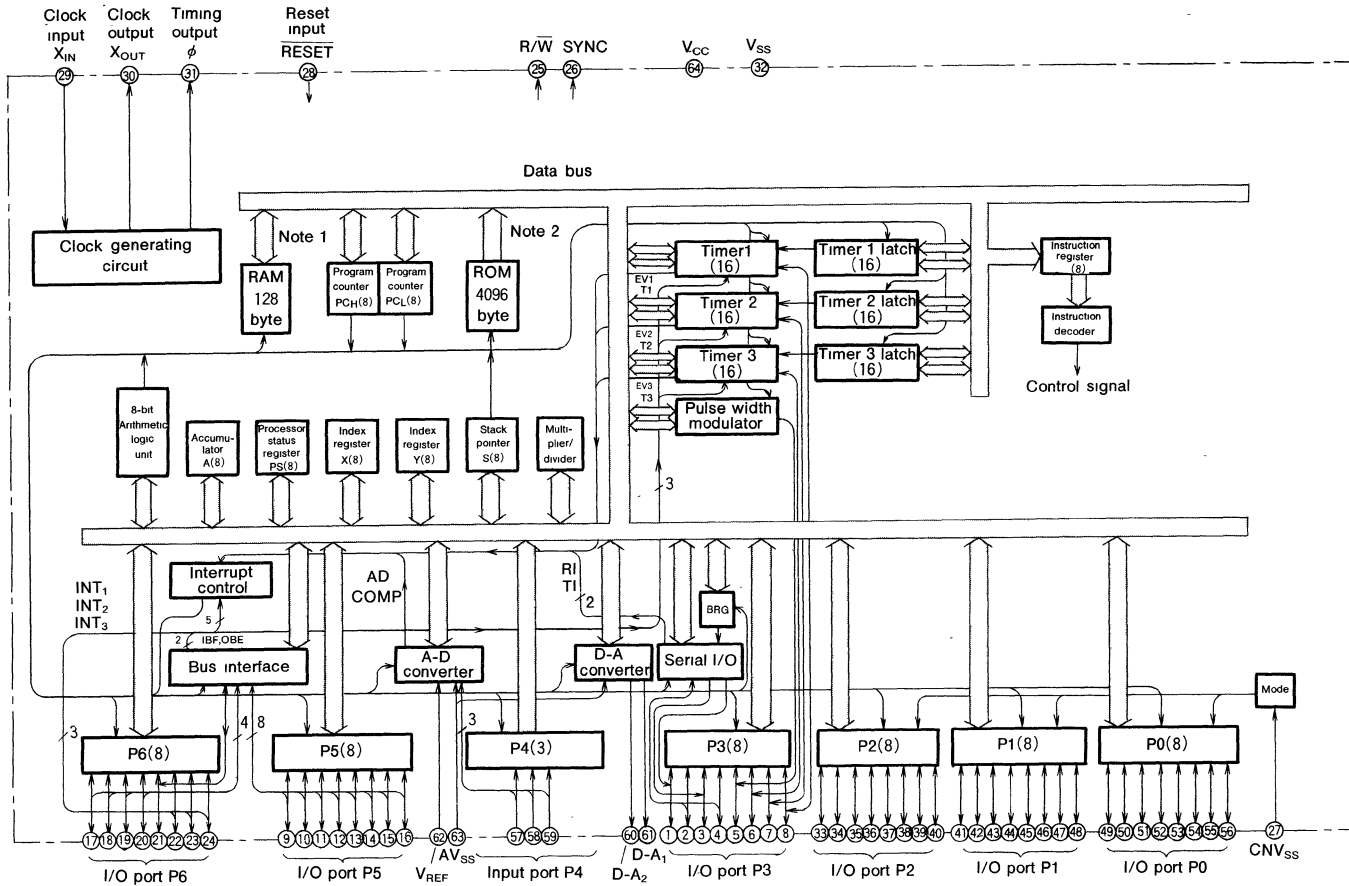 Clock input XIN
Clock output XOUT
Timing output ϕ
Reset input RESET
R/W
SYNC
VCC
VSS
29
30
31
28
25
26
64
32
Data bus
Clock generating circuit
Note 1
Note 2
RAM 128 byte
Program counter PCH(8)
Program counter PCL(8)
ROM 4096 byte
EV1
T1
EV2
T2
EV3
T3
Timer1 (16)
Timer 2 (16)
Timer 3 (16)
Pulse width modulator
Timer 1 latch (16)
Timer 2 latch (16)
Timer 3 latch (16)
Instruction register (8)
Instruction decoder
Control signal
8-bit Arithmetic logic unit
Accumulator A(8)
Processor status register PS(8)
Index register X(8)
Index register Y(8)
Stack pointer S(8)
Multiplier/divider
3
INT1
INT2
INT3
Interrupt control
5
2
IBF,OBE
Bus interface
AD COMP
A-D converter
RI
TI
2
D-A converter
BRG
Serial I/O
Mode
3
4
8
3
P6(8)
P5(8)
P4(3)
P3(8)
P2(8)
P1(8)
P0(8)
17 18 19 20 21 22 23 24
9 10 11 12 13 14 15 16
62 63
57 58 59
60 61
1 2 3 4 5 6 7 8
33 34 35 36 37 38 39 40
41 42 43 44 45 46 47 48
49 50 51 52 53 54 55 56
27
I/O port P6
I/O port P5
AVSS
VREF
Input port P4
D-A1
D-A2
I/O port P3
I/O port P2
I/O port P1
I/O port P0
CNVSS